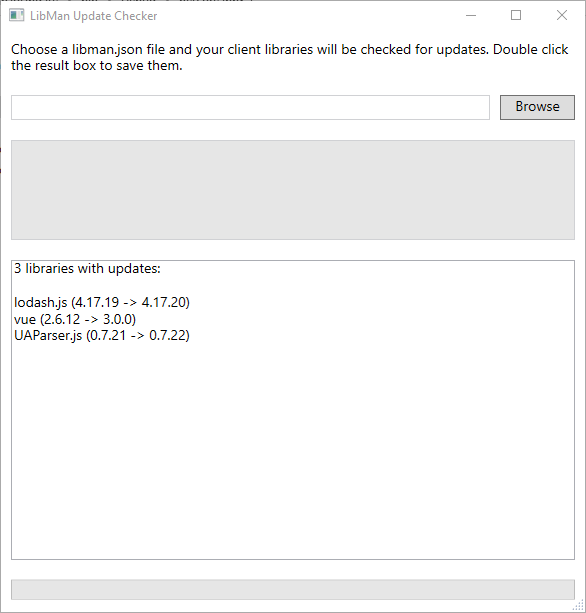 LibMan Update Checker
Choose a libman.json file and your client libraries will be checked for updates. Double click
the result box to save them.
Browse
3 libraries with updates:
lodash.js (4.17.19 -> 4.17.20)
vue (2.6.12 -> 3.0.0)
UAParser.js (0.7.21 -> 0.7.22)